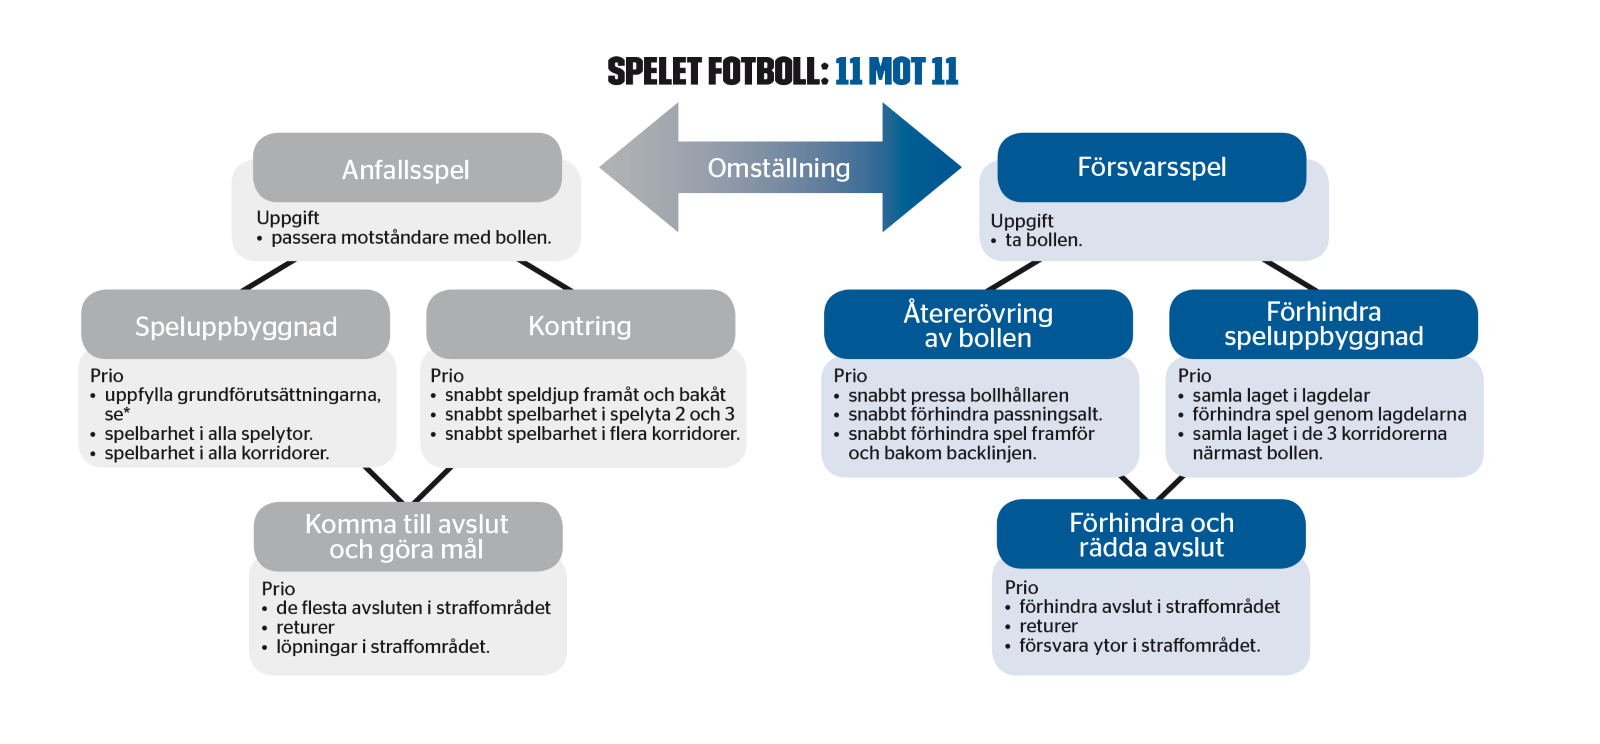 SPELET FOTBOLL: 11 MOT 11
Omställning
Anfallsspel
Uppgift
• passera motståndare med bollen.
Försvarsspel
Uppgift
• ta bollen.
Speluppbyggnad
Prio
• uppfylla grundförutsättningarna,
se*
• spelbarhet i alla spelytor.
• spelbarhet i alla korridorer.
Kontring
Prio
• snabbt speldjup framåt och bakåt
• snabbt spelbarhet i spelyta 2 och 3
• snabbt spelbarhet i flera korridorer.
Återerövring
av bollen
Prio
• snabbt pressa bollhållaren
• snabbt förhindra passningsalt.
• snabbt förhindra spel framför
och bakom backlinjen.
Förhindra
speluppbyggnad
Prio
• samla laget i lagdelar
• förhindra spel genom lagdelarna
• samla laget i de 3 korridorerna
närmast bollen.
Komma till avslut
och göra mål
Prio
• de flesta avsluten i straffområdet
• returer
• löpningar i straffområdet.
Förhindra och
rädda avslut
Prio
• förhindra avslut i straffområdet
• returer
• försvara ytor i straffområdet.